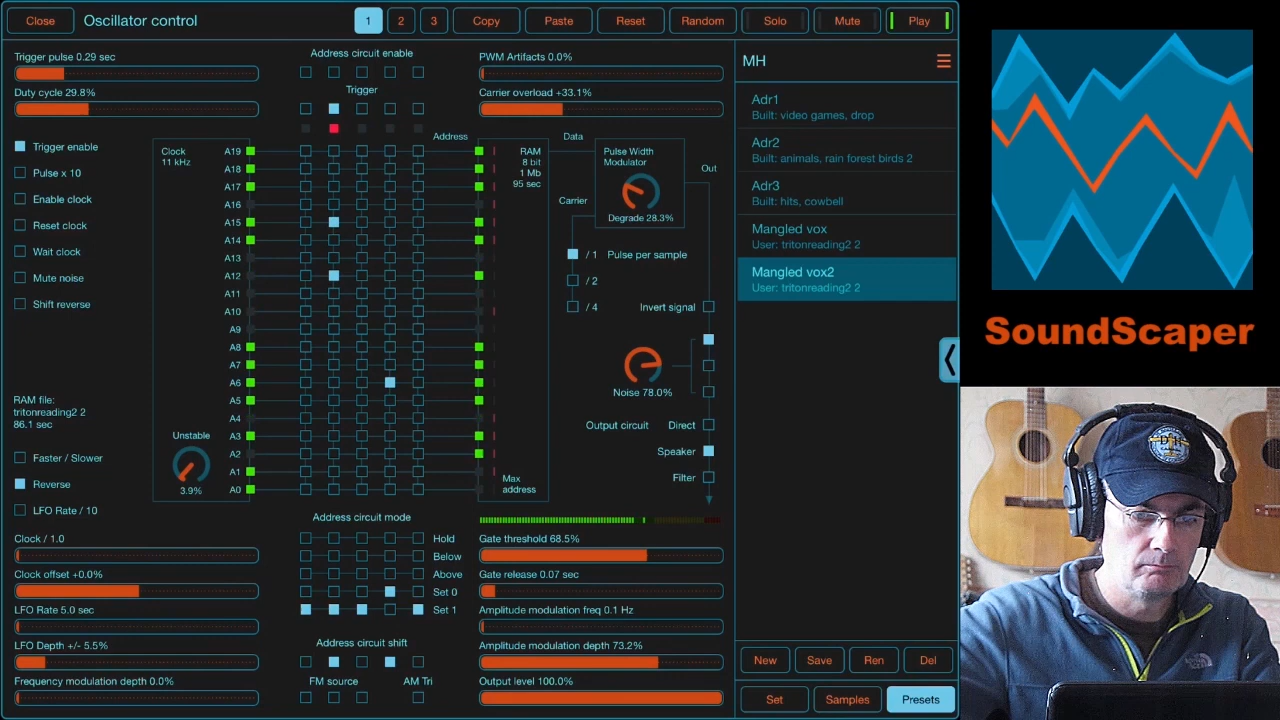 Close
Oscillator control
1
2
3
Copy
Paste
Reset
Random
Solo
Mute
Play
Trigger pulse 0.29 sec
Duty cycle 29.8%
Trigger enable
Pulse x 10
Enable clock
Reset clock
Wait clock
Mute noise
Shift reverse
RAM file:
tritonreading2 2
86.1 sec
Faster / Slower
Reverse
LFO Rate / 10
Clock / 1.0
Clock offset +0.0%
LFO Rate 5.0 sec
LFO Depth +/- 5.5%
Frequency modulation depth 0.0%
Clock
11 kHz
A19
A18
A17
A16
A15
A14
A13
A12
A11
A10
A9
A8
A7
A6
A5
A4
A3
A2
A1
A0
Unstable
3.9%
Address circuit enable
Trigger
Address circuit mode
Hold
Below
Above
Set 0
Set 1
Address circuit shift
FM source
AM Tri
PWM Artifacts 0.0%
Carrier overload +33.1%
Address
RAM
8 bit
1 Mb
95 sec
Max
address
Data
Pulse Width
Modulator
Degrade 28.3%
Out
Carrier
/ 1 Pulse per sample
/ 2
/ 4
Invert signal
Noise 78.0%
Output circuit
Direct
Speaker
Filter
Gate threshold 68.5%
Gate release 0.07 sec
Amplitude modulation freq 0.1 Hz
Amplitude modulation depth 73.2%
Output level 100.0%
MH
Adr1
Built: video games, drop
Adr2
Built: animals, rain forest birds 2
Adr3
Built: hits, cowbell
Mangled vox
User: tritonreading2 2
Mangled vox2
User: tritonreading2 2
New
Save
Ren
Del
Set
Samples
Presets
SoundScaper